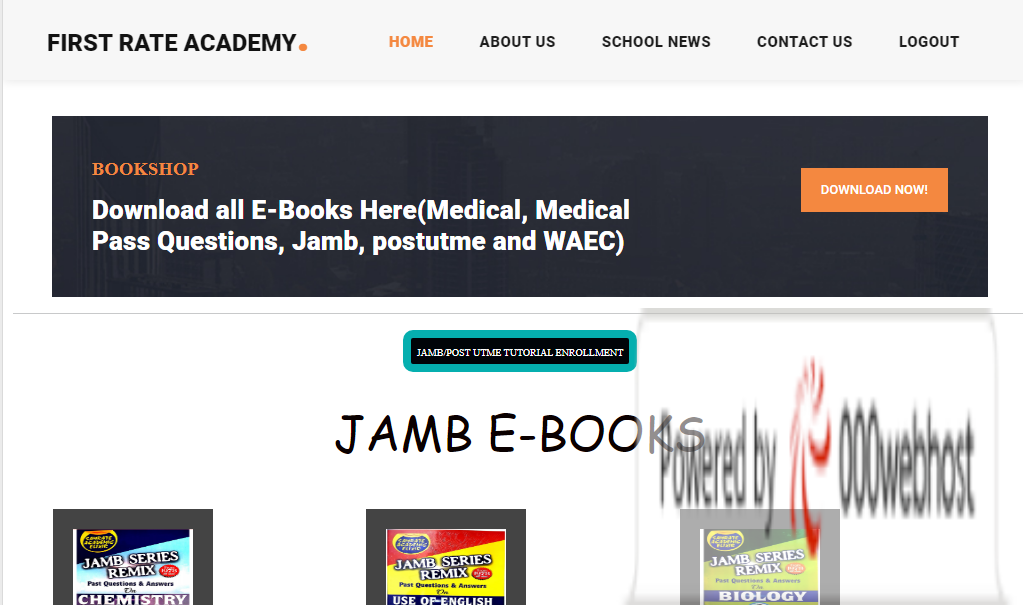 FIRST RATE ACADEMY.
HOME
ABOUT US
SCHOOL NEWS
CONTACT US
LOGOUT
BOOKSHOP
Download all E-Books Here(Medical, Medical
Pass Questions, Jamb, postutme and WAEC)
DOWNLOAD NOW!
JAMB/POST UTME TUTORIAL ENROLLMENT
JAMB E-BOOKS
Powered by 000webhost
JAMB SERIES
REMIX
Past Questions & Answers
On
CHEMISTRY
JAMB SERIES
REMIX
Past Questions & Answers
On
USE OF ENGLISH
JAMB SERIES
REMIX
Past Questions & Answers
On
BIOLOGY